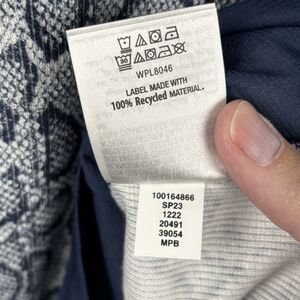 WPL8046
LABEL MADE WITH
100% Recycled MATERIAL.
100164866
SP23
1222
20491
39054
MPB